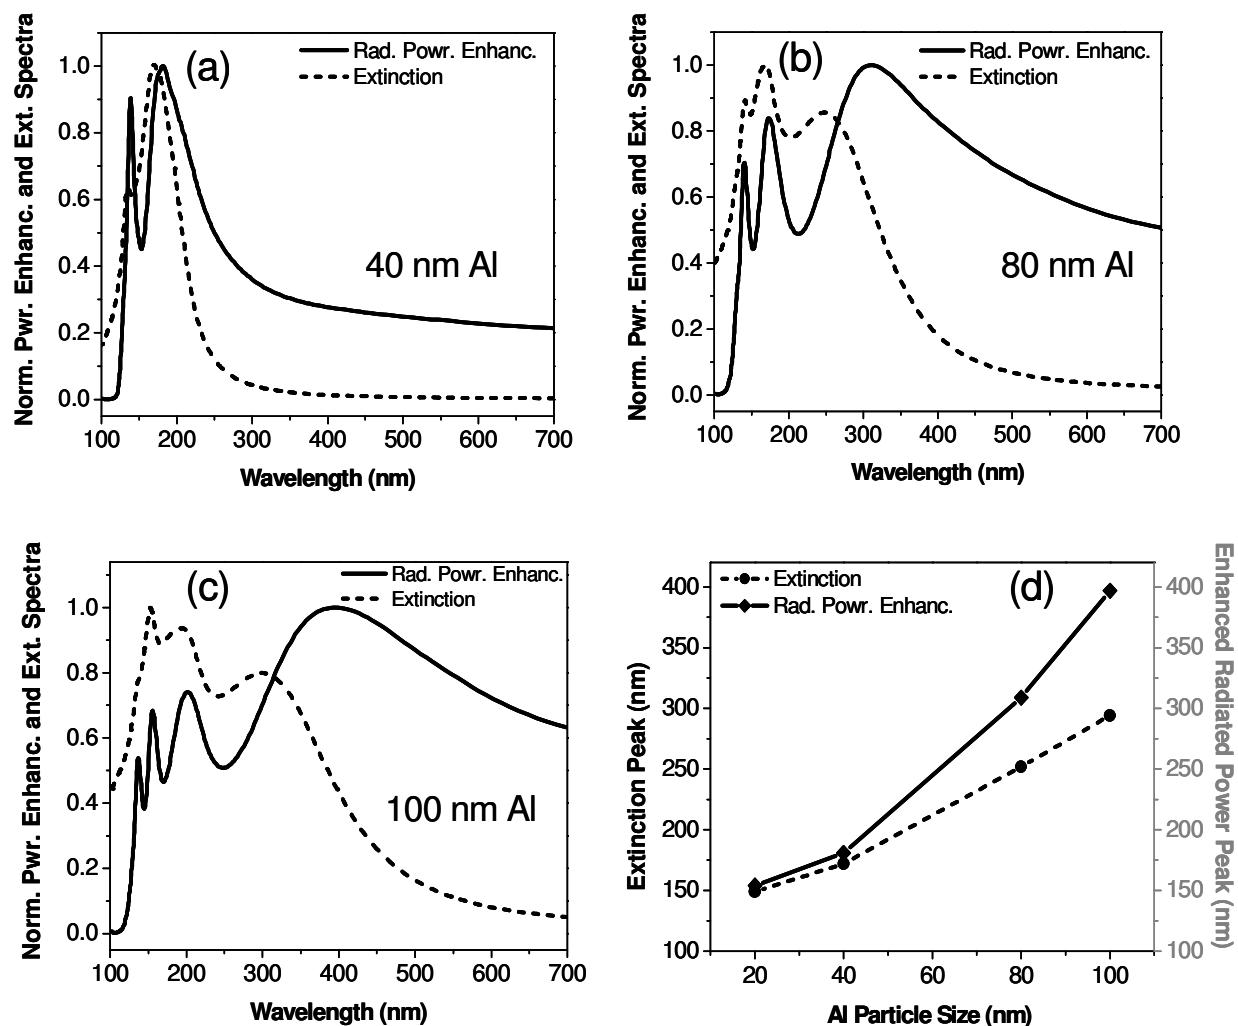 Norm. Pwr. Enhanc. and Ext. Spectra
(a)
Rad. Powr. Enhanc.
Extinction
1.0
0.8
0.6
0.4
0.2
0.0
40 nm Al
100 200 300 400 500 600 700
Wavelength (nm)
Norm. Pwr. Enhanc. and Ext. Spectra
(b)
Rad. Powr. Enhanc.
Extinction
1.0
0.8
0.6
0.4
0.2
0.0
80 nm Al
100 200 300 400 500 600 700
Wavelength (nm)
Norm. Pwr. Enhanc. and Ext. Spectra
(c)
Rad. Powr. Enhanc.
Extinction
1.0
0.8
0.6
0.4
0.2
0.0
100 nm Al
100 200 300 400 500 600 700
Wavelength (nm)
Extinction Peak (nm)
Extinction
Rad. Powr. Enhanc.
(d)
400
350
300
250
200
150
100
400
350
300
250
200
150
100
Enhanced Radiated Power Peak (nm)
20 40 60 80 100
Al Particle Size (nm)